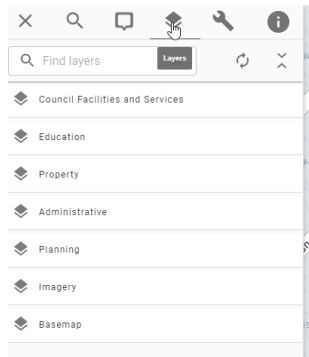 Find layers
Layers
Council Facilities and Services
Education
Property
Administrative
Planning
Imagery
Basemap